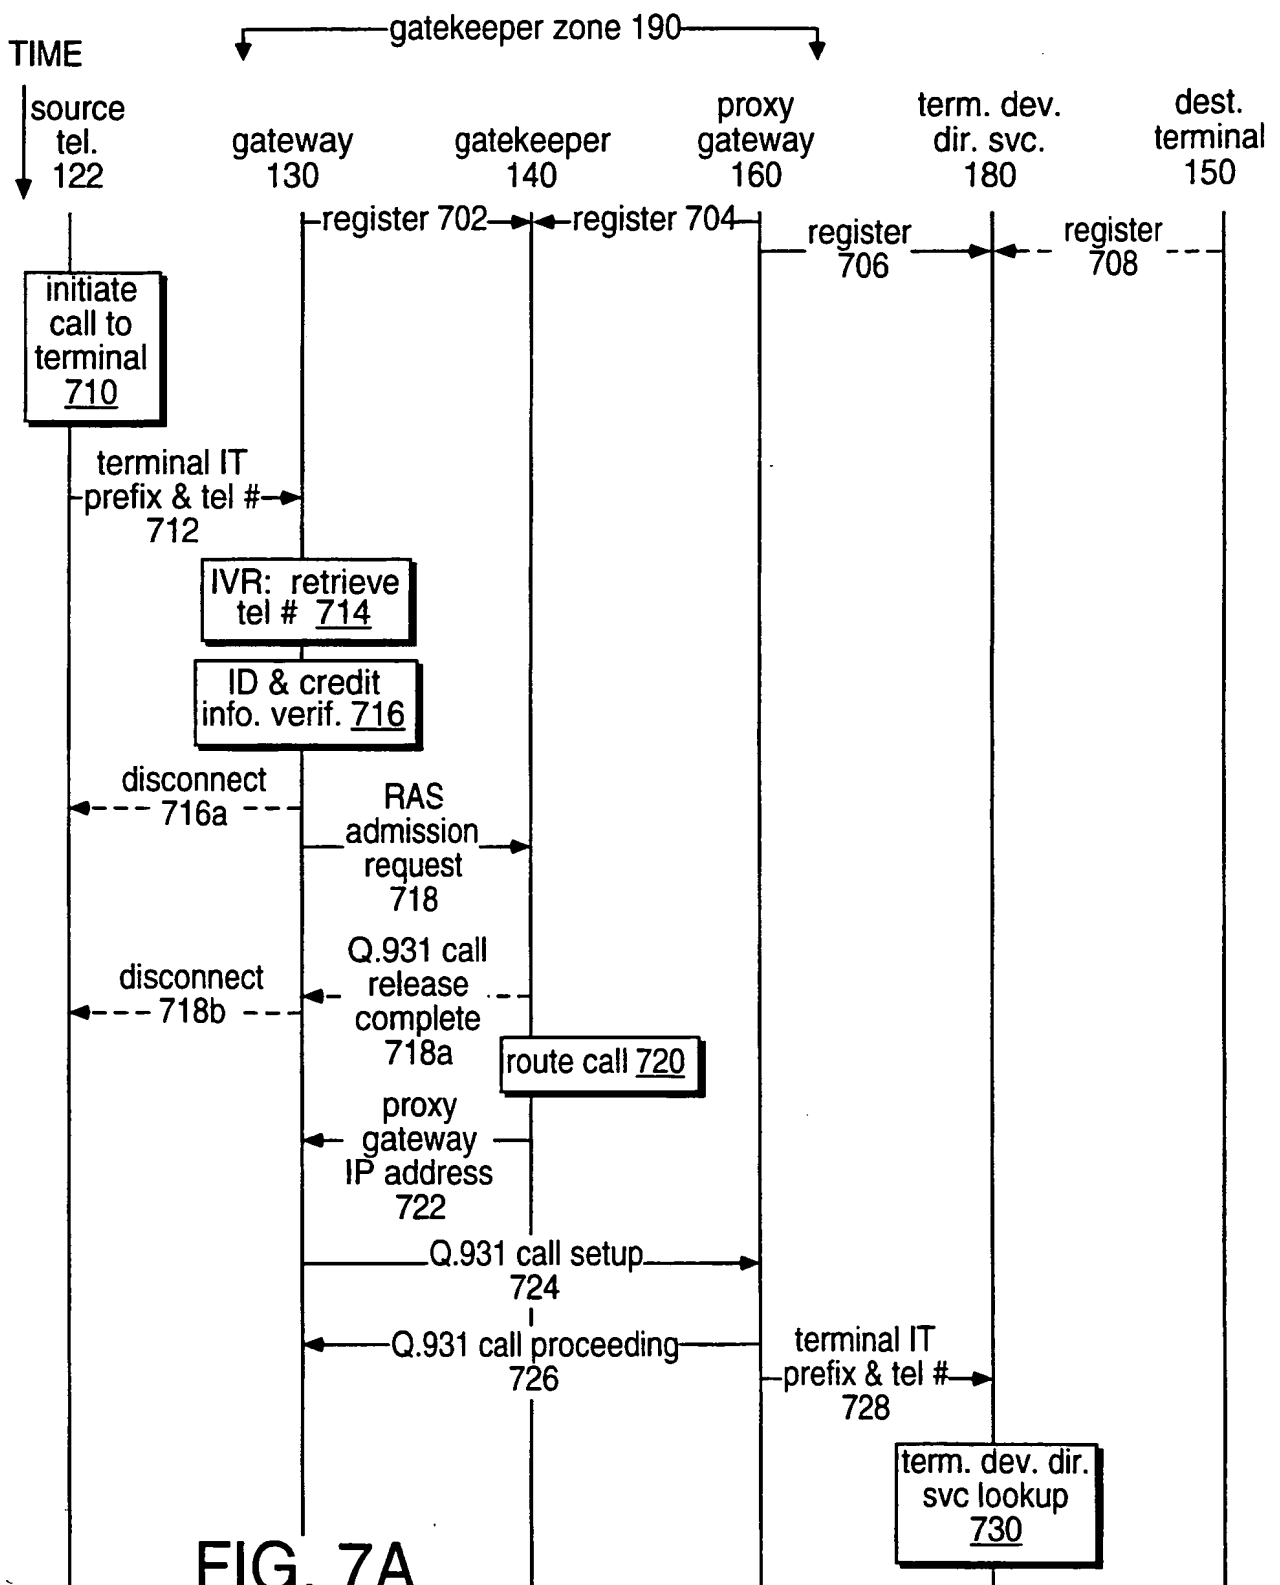 gatekeeper zone 190
TIME
source
tel.
122
gateway
130
gatekeeper
140
proxy
gateway
160
term. dev.
dir. svc.
180
dest.
terminal
150
register 702
register 704
register
706
register
708
initiate
call to
terminal
710
terminal IT
prefix & tel #
712
IVR: retrieve
tel # 714
ID & credit
info. verif. 716
disconnect
716a
RAS
admission
request
718
Q.931 call
release
complete
718a
disconnect
718b
route call 720
proxy
gateway
IP address
722
Q.931 call setup
724
Q.931 call proceeding
726
terminal IT
prefix & tel #
728
term. dev. dir.
svc lookup
730
FIG. 7A